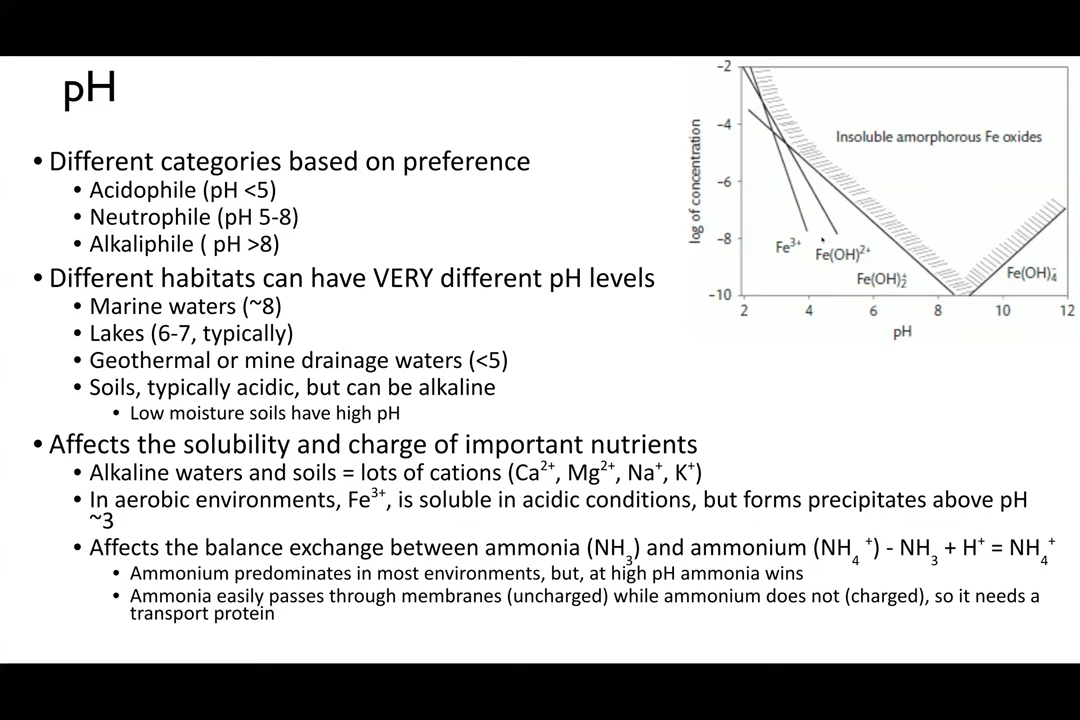 pH
• Different categories based on preference
• Acidophile (pH <5)
• Neutrophile (pH 5-8)
• Alkaliphile ( pH >8)
• Different habitats can have VERY different pH levels
• Marine waters (~8)
• Lakes (6-7, typically)
• Geothermal or mine drainage waters (<5)
• Soils, typically acidic, but can be alkaline
• Low moisture soils have high pH
• Affects the solubility and charge of important nutrients
• Alkaline waters and soils = lots of cations (Ca²⁺, Mg²⁺, Na⁺, K⁺)
• In aerobic environments, Fe³⁺, is soluble in acidic conditions, but forms precipitates above pH
~3
• Affects the balance exchange between ammonia (NH₃) and ammonium (NH₄ ⁺) - NH₃ + H⁺ = NH₄⁺
• Ammonium predominates in most environments, but, at high pH ammonia wins
• Ammonia easily passes through membranes (uncharged) while ammonium does not (charged), so it needs a
transport protein
log of concentration
−2
−4
−6
−8
−10
Insoluble amorphorous Fe oxides
Fe³⁺
Fe(OH)²⁺
Fe(OH)₂⁺
Fe(OH)₄⁻
2 4 6 8 10 12
pH